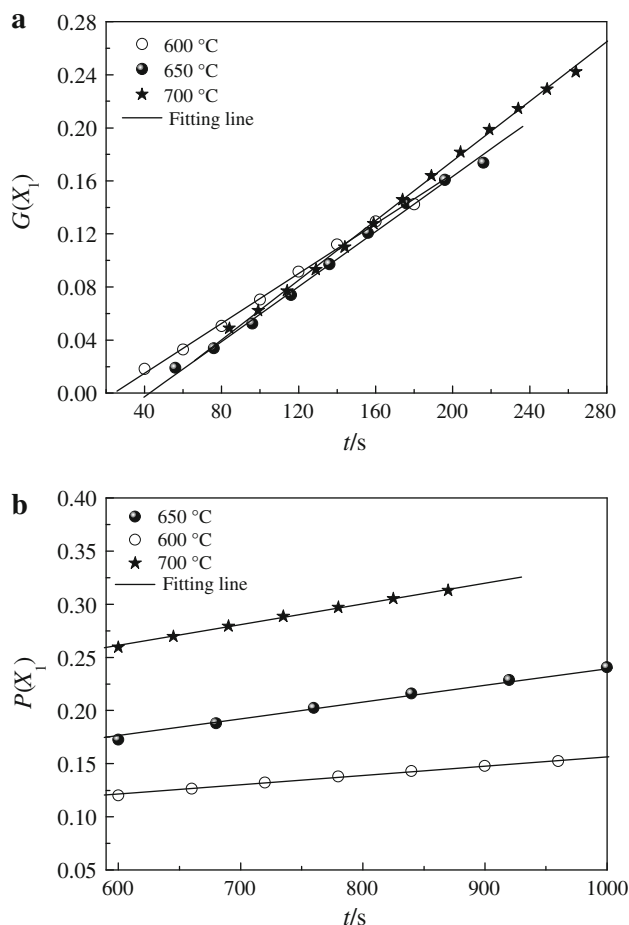 a
600 °C
650 °C
700 °C
Fitting line
G(X₁)
0.28
0.24
0.20
0.16
0.12
0.08
0.04
0.00
40 80 120 160 200 240 280
t/s
b
650 °C
600 °C
700 °C
Fitting line
P(X₁)
0.40
0.35
0.30
0.25
0.20
0.15
0.10
0.05
600 700 800 900 1000
t/s